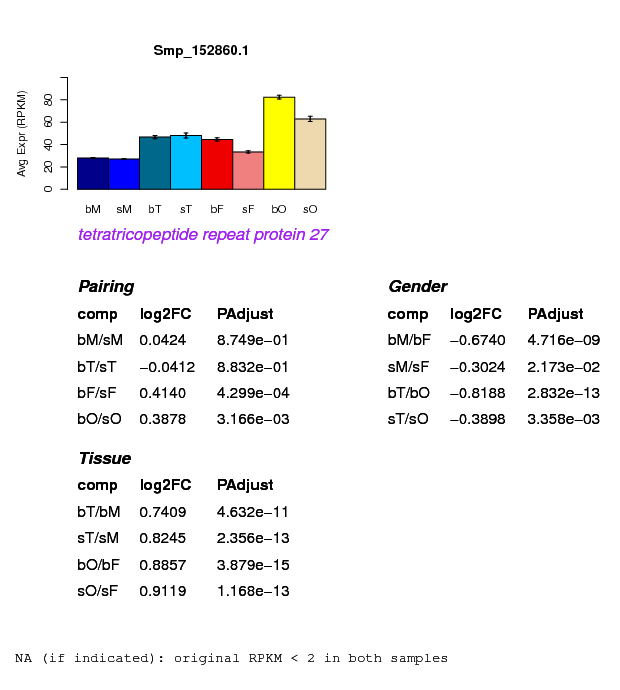 Smp_152860.1
Avg Expr (RPKM)
0 20 40 60 80
bM sM bT sT bF sF bO sO
tetratricopeptide repeat protein 27
Pairing
comp log2FC PAdjust
bM/sM 0.0424 8.749e−01
bT/sT −0.0412 8.832e−01
bF/sF 0.4140 4.299e−04
bO/sO 0.3878 3.166e−03
Gender
comp log2FC PAdjust
bM/bF −0.6740 4.716e−09
sM/sF −0.3024 2.173e−02
bT/bO −0.8188 2.832e−13
sT/sO −0.3898 3.358e−03
Tissue
comp log2FC PAdjust
bT/bM 0.7409 4.632e−11
sT/sM 0.8245 2.356e−13
bO/bF 0.8857 3.879e−15
sO/sF 0.9119 1.168e−13
NA (if indicated): original RPKM < 2 in both samples